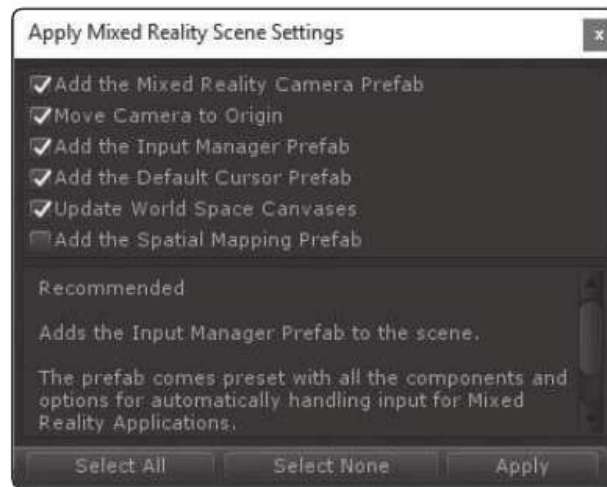 Apply Mixed Reality Scene Settings
x
Add the Mixed Reality Camera Prefab
Move Camera to Origin
Add the Input Manager Prefab
Add the Default Cursor Prefab
Update World Space Canvases
Add the Spatial Mapping Prefab
Recommended
Adds the Input Manager Prefab to the scene.
The prefab comes preset with all the components and
options for automatically handling input for Mixed
Reality Applications.
Select All Select None Apply